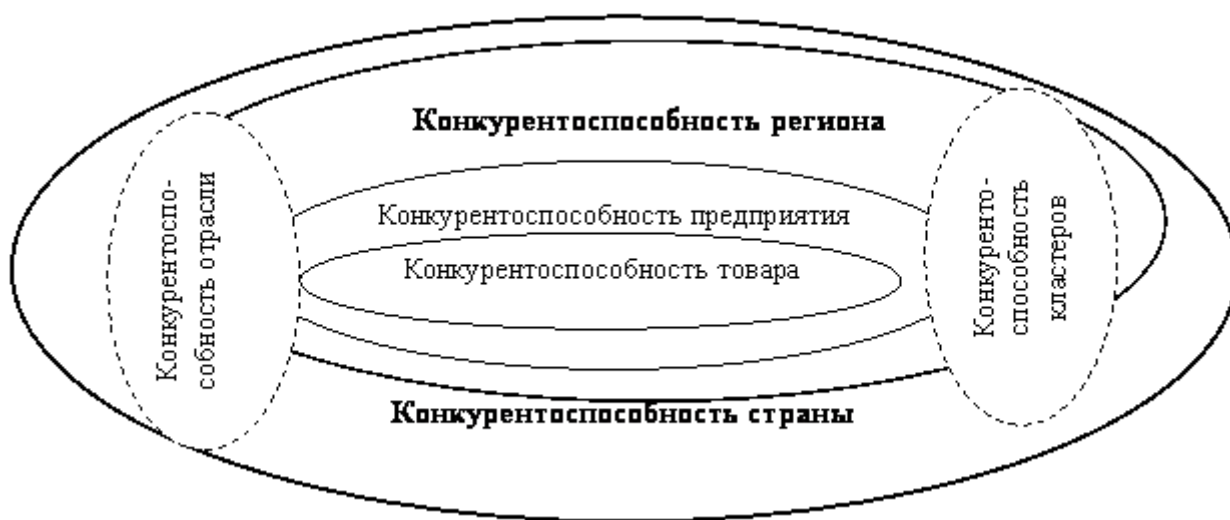 Конкурентоспособность региона
Конкурентоспо-
собность отрасли
Конкурентоспособность предприятия
Конкурентоспособность товара
Конкуренто-
способность
кластеров
Конкурентоспособность страны